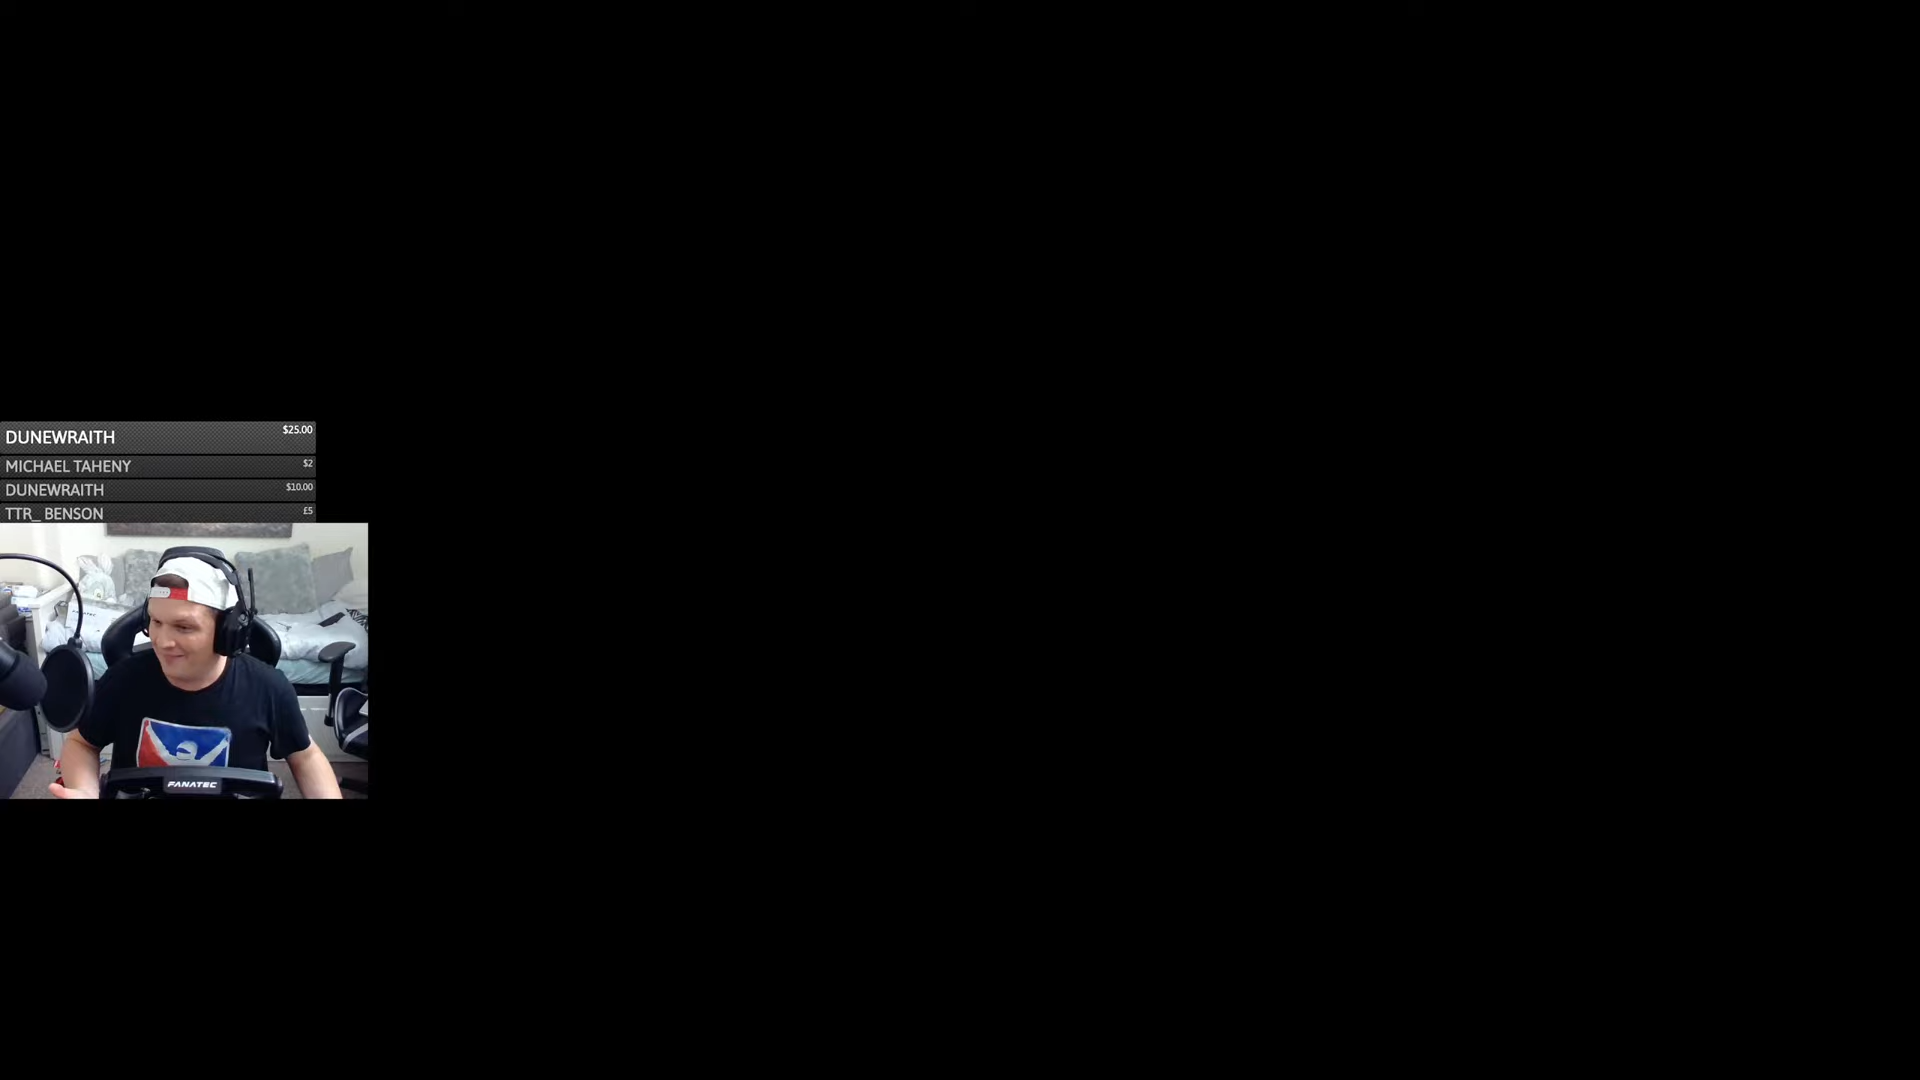 DUNEWRAITH $25.00
MICHAEL TAHENY $2
DUNEWRAITH $10.00
TTR_ BENSON £5
FANATEC